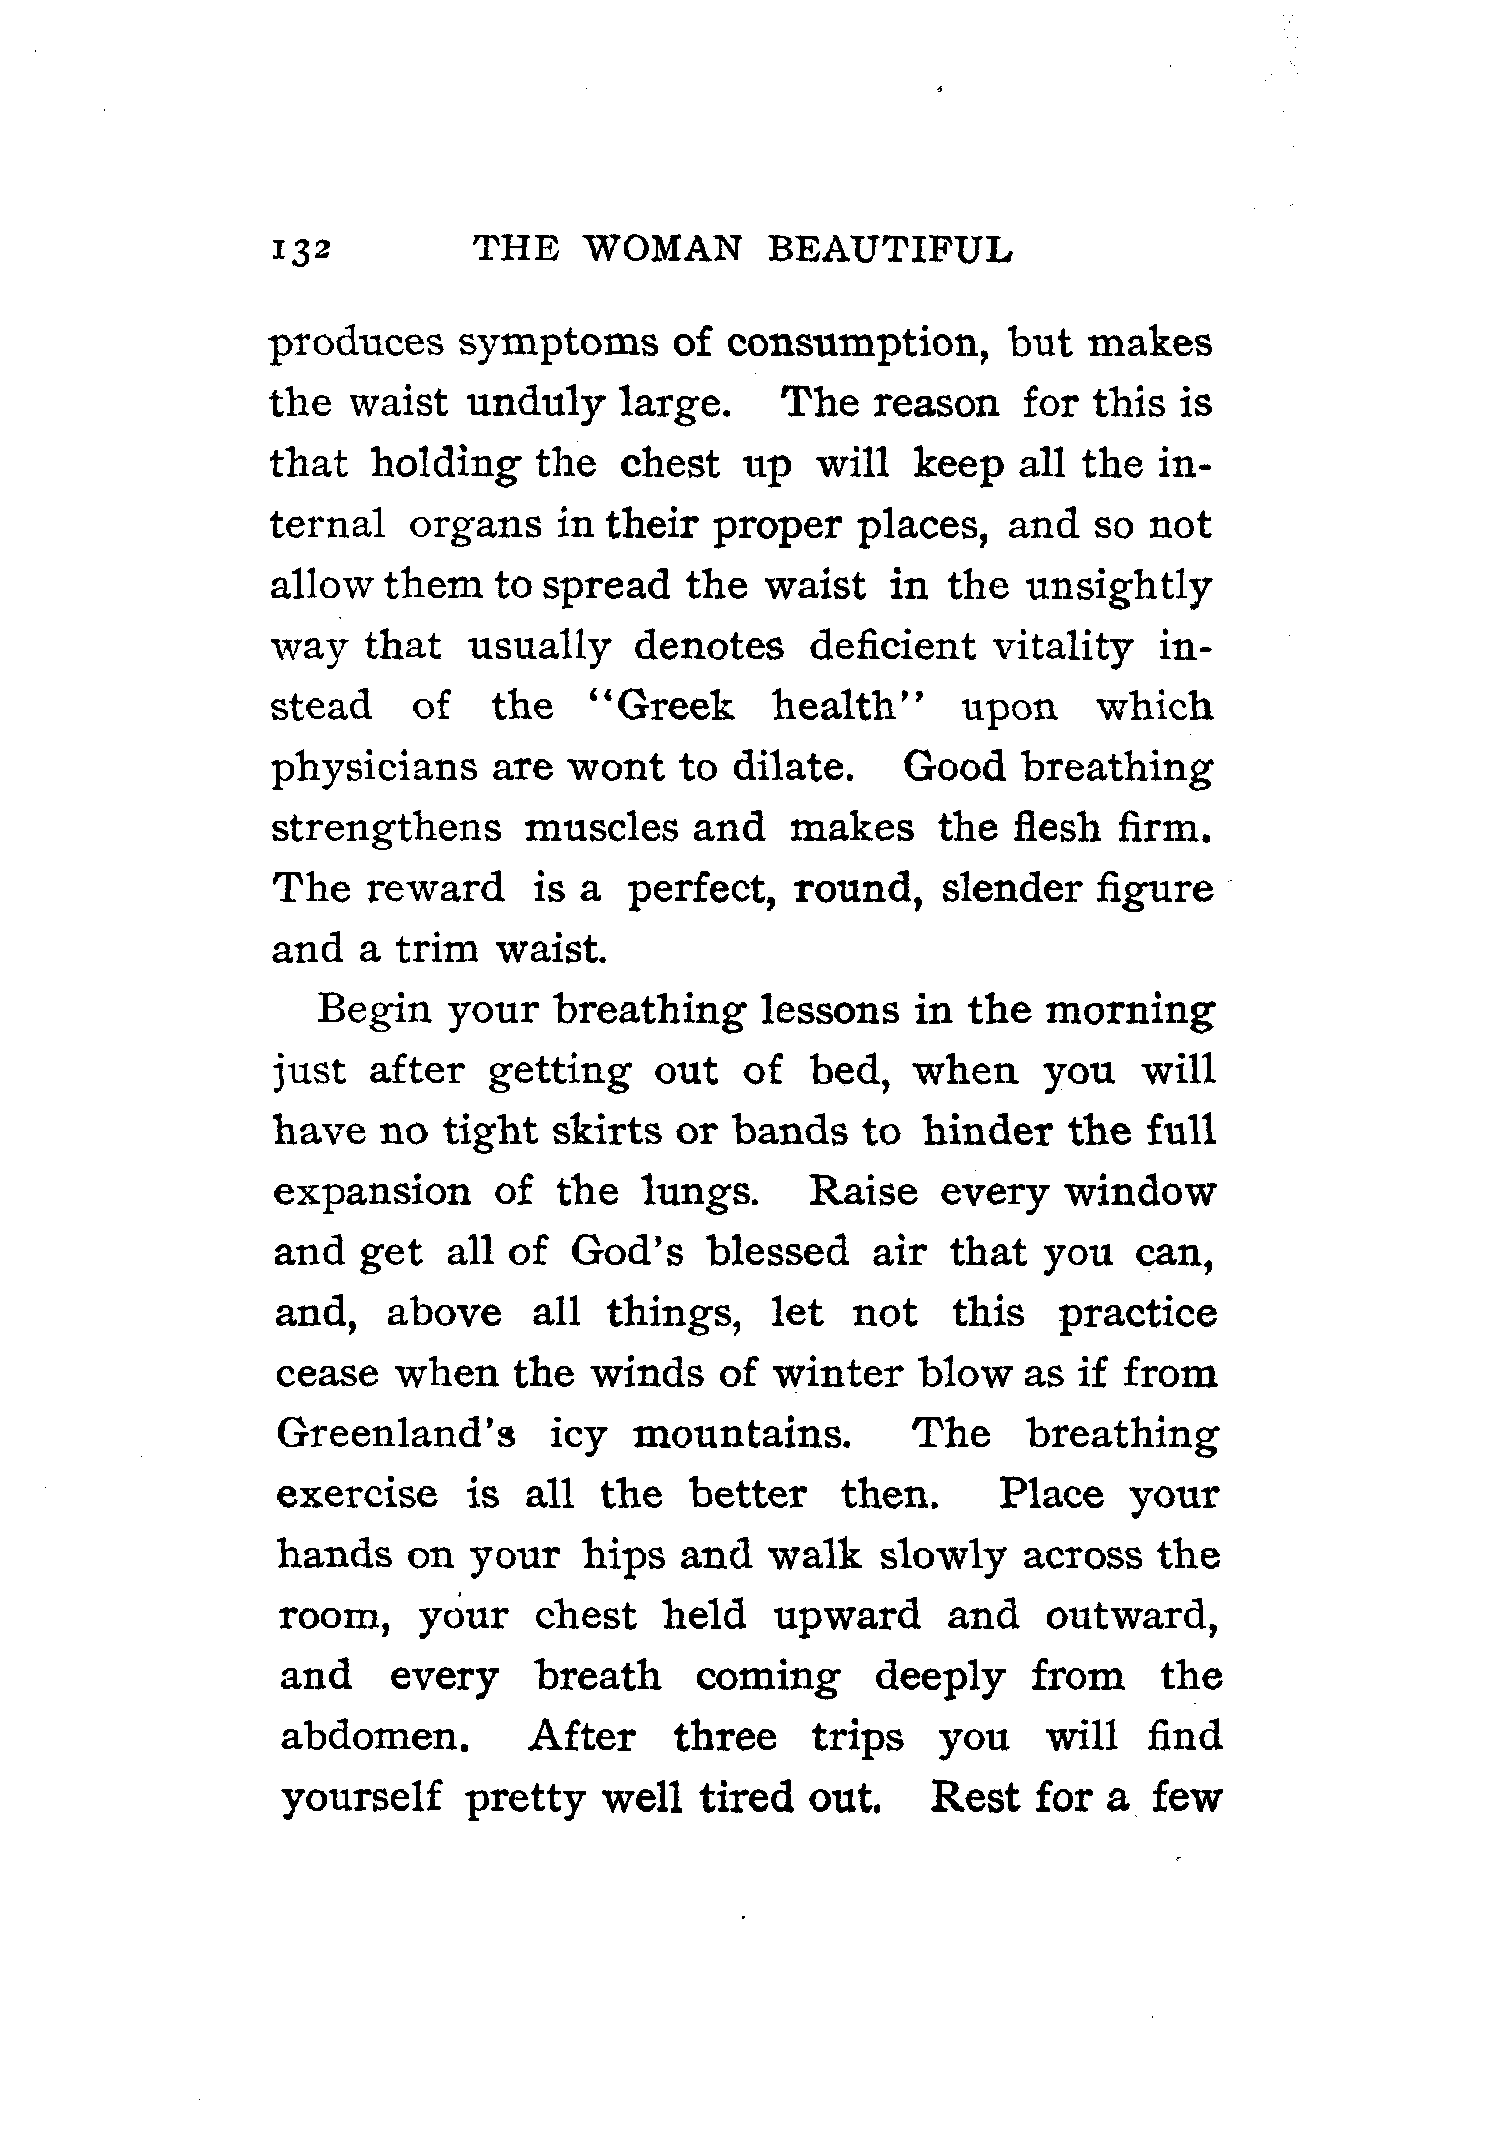 132 THE WOMAN BEAUTIFUL
produces symptoms of consumption, but makes
the waist unduly large. The reason for this is
that holding the chest up will keep all the in-
ternal organs in their proper places, and so not
allow them to spread the waist in the unsightly
way that usually denotes deficient vitality in-
stead of the "Greek health" upon which
physicians are wont to dilate. Good breathing
strengthens muscles and makes the flesh firm.
The reward is a perfect, round, slender figure
and a trim waist.
Begin your breathing lessons in the morning
just after getting out of bed, when you will
have no tight skirts or bands to hinder the full
expansion of the lungs. Raise every window
and get all of God's blessed air that you can,
and, above all things, let not this practice
cease when the winds of winter blow as if from
Greenland's icy mountains. The breathing
exercise is all the better then. Place your
hands on your hips and walk slowly across the
room, your chest held upward and outward,
and every breath coming deeply from the
abdomen. After three trips you will find
yourself pretty well tired out. Rest for a few